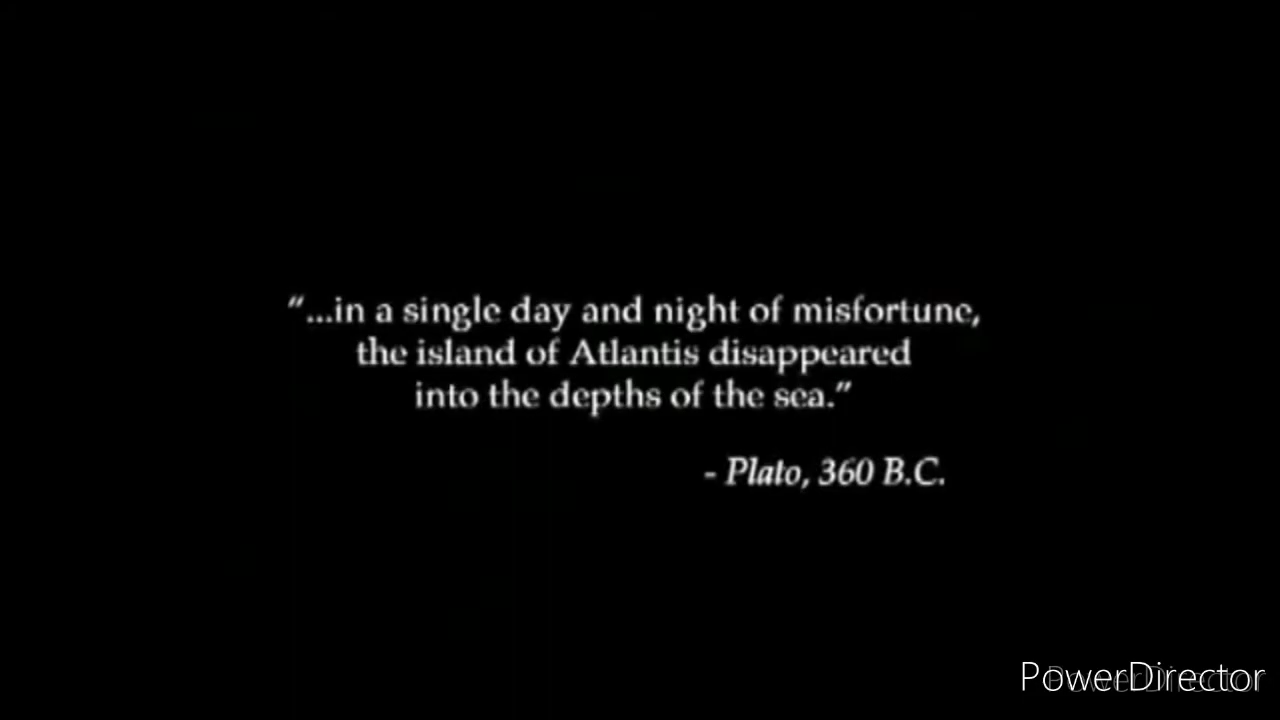 “...in a single day and night of misfortune,
the island of Atlantis disappeared
into the depths of the sea.”
- Plato, 360 B.C.
PowerDirector
PowerDirector